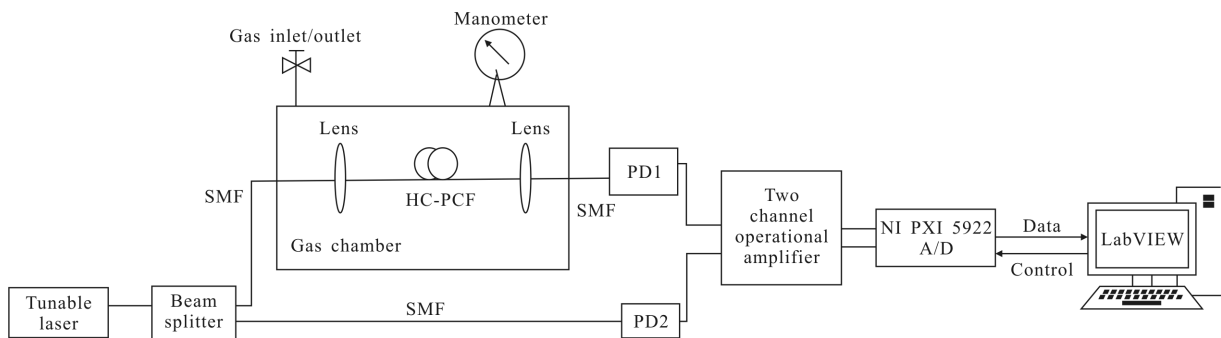 Manometer
Gas inlet/outlet
Lens
Lens
HC-PCF
SMF
SMF
Gas chamber
PD1
Two
channel
operational
amplifier
NI PXI 5922
A/D
Data
Control
LabVIEW
Tunable
laser
Beam
splitter
SMF
PD2